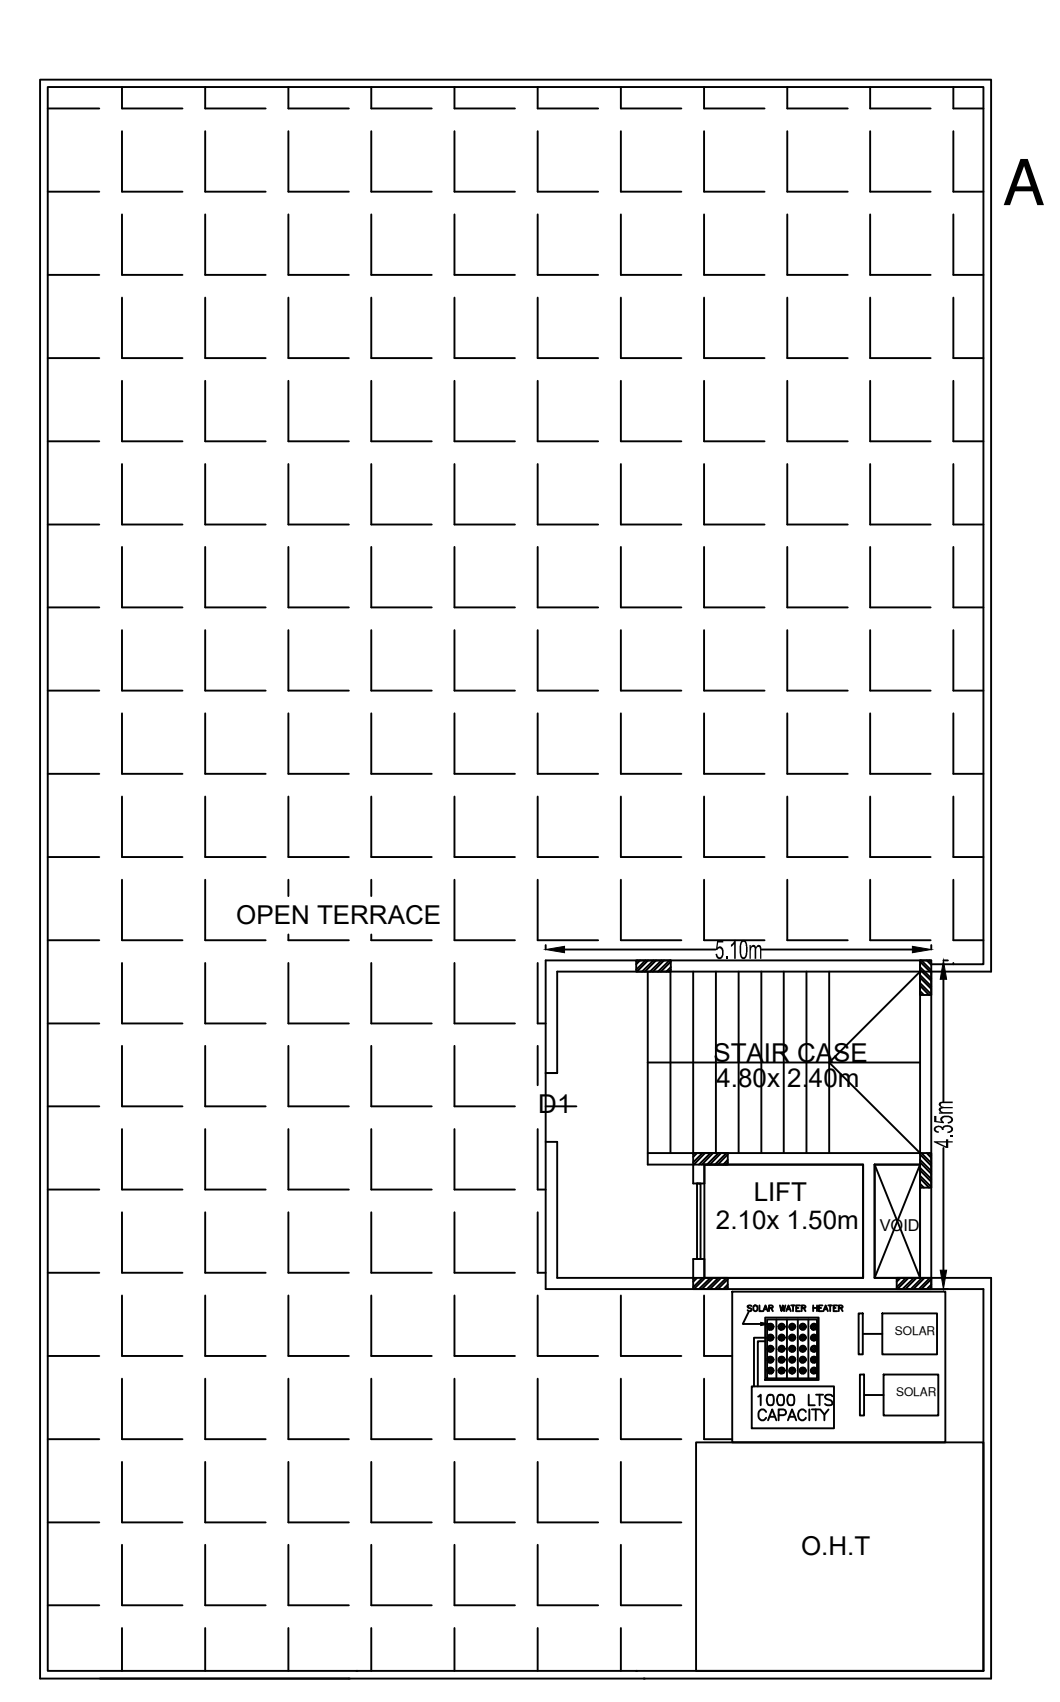 A
OPEN TERRACE
5.10m
STAIR CASE
4.80x 2.40m
D1
4.35m
LIFT
2.10x 1.50m
VOID
SOLAR WATER HEATER
SOLAR
SOLAR
1000 LTS
CAPACITY
O.H.T